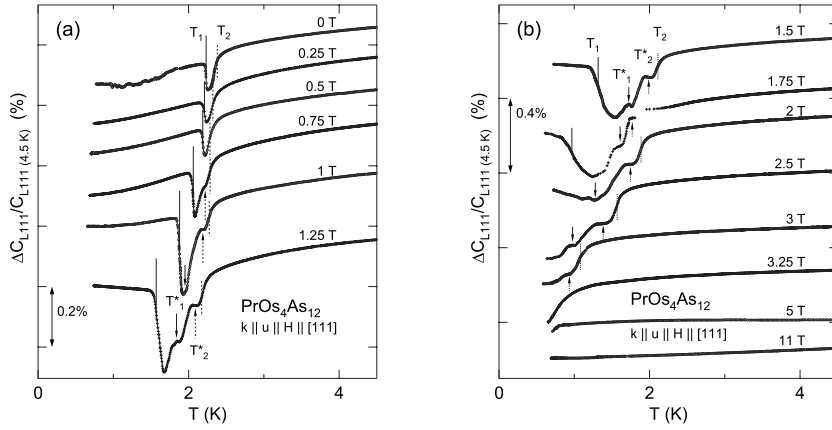 (a)
T1 T2
0 T
0.25 T
0.5 T
0.75 T
1 T
1.25 T
T*1
T*2
0.2%
PrOs4As12
k || u || H || [111]
ΔCL111/CL111 (4.5 K) (%)
0 2 4
T (K)
(b)
T1
T*1
T*2
T2
1.5 T
1.75 T
2 T
2.5 T
3 T
3.25 T
5 T
11 T
0.4%
PrOs4As12
k || u || H || [111]
ΔCL111/CL111 (4.5 K) (%)
0 2 4
T (K)